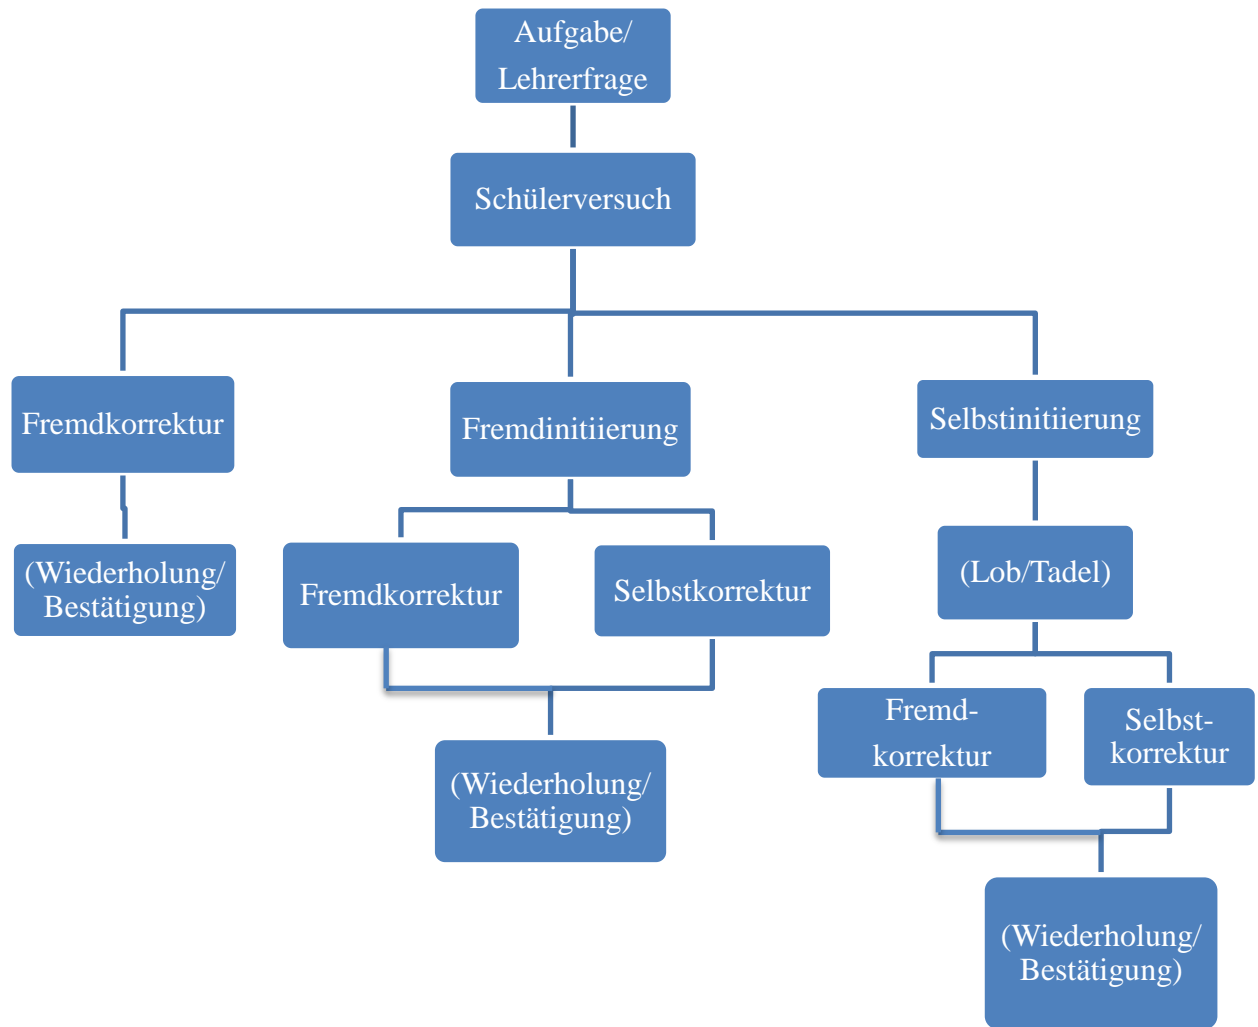 Aufgabe/
Lehrerfrage
Schülerversuch
Fremdkorrektur
Fremdinitiierung
Selbstinitiierung
(Wiederholung/
Bestätigung)
Fremdkorrektur
Selbstkorrektur
(Lob/Tadel)
Fremd-
korrektur
Selbst-
korrektur
(Wiederholung/
Bestätigung)
(Wiederholung/
Bestätigung)